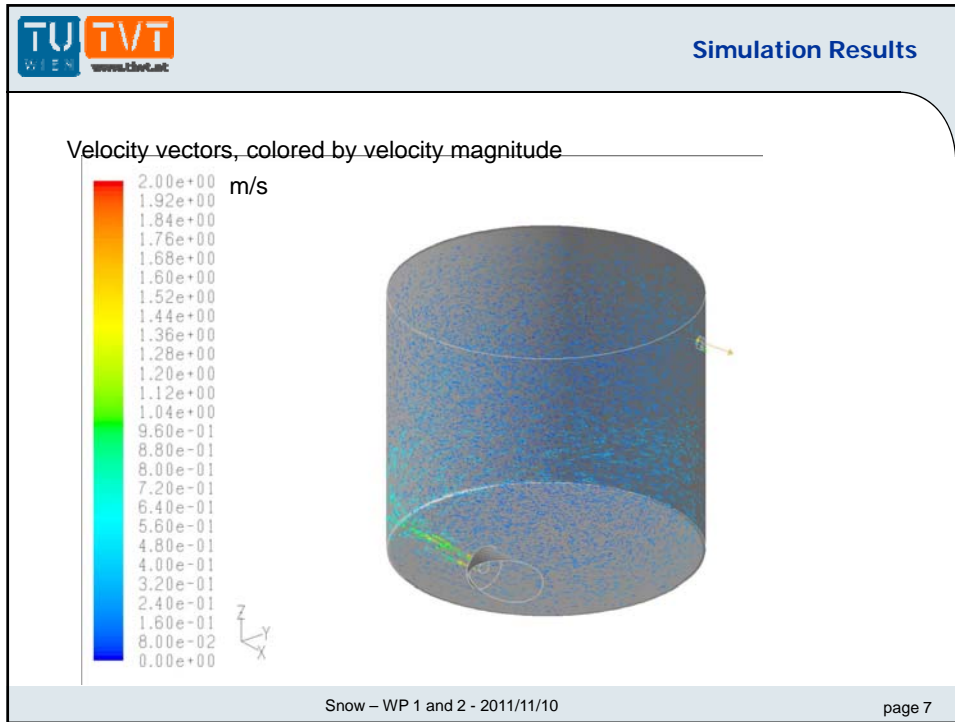 TU TVT
WIEN www.tvt.at
Simulation Results
Velocity vectors, colored by velocity magnitude
2.00e+00 m/s
1.92e+00
1.84e+00
1.76e+00
1.68e+00
1.60e+00
1.52e+00
1.44e+00
1.36e+00
1.28e+00
1.20e+00
1.12e+00
1.04e+00
9.60e-01
8.80e-01
8.00e-01
7.20e-01
6.40e-01
5.60e-01
4.80e-01
4.00e-01
3.20e-01
2.40e-01
1.60e-01
8.00e-02
0.00e+00
Z
Y
X
Snow – WP 1 and 2 - 2011/11/10 page 7